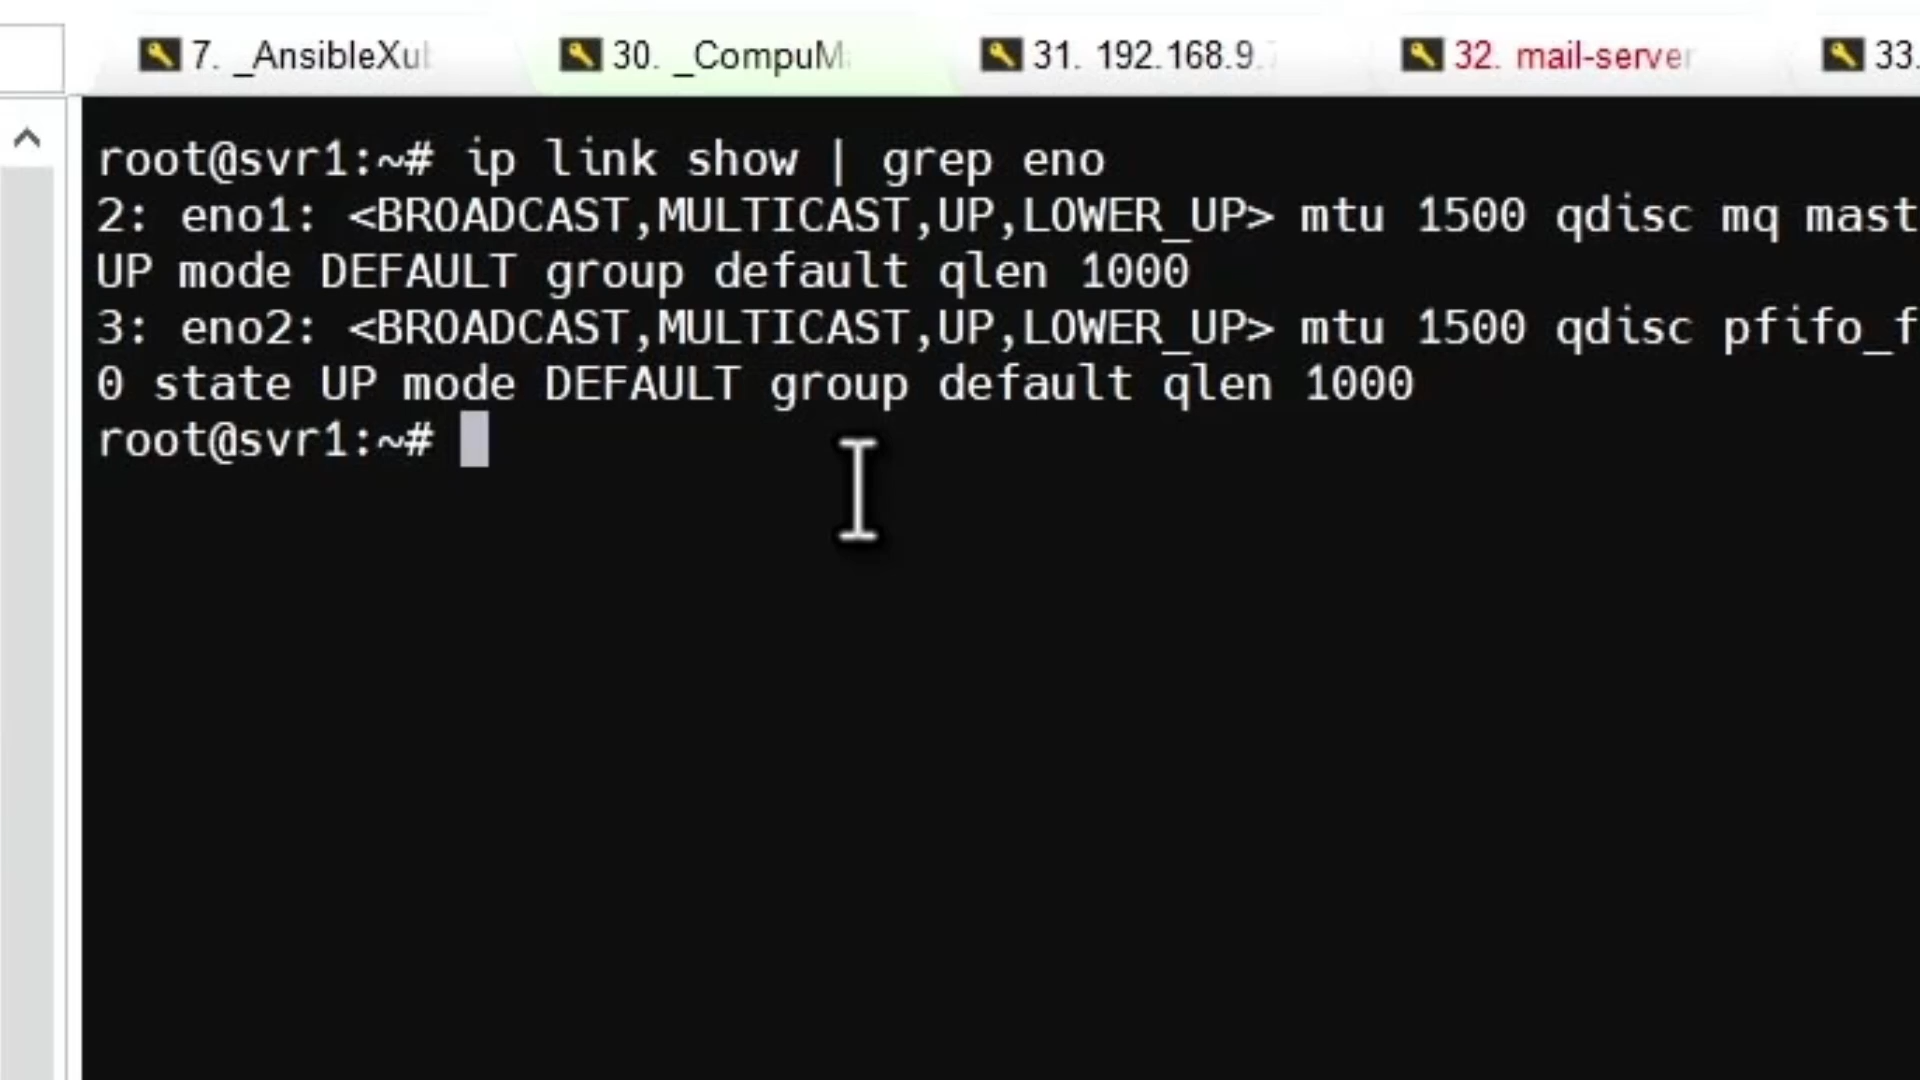 7. _AnsibleXu
30. _CompuM
31. 192.168.9.
32. mail-server
33.
root@svr1:~# ip link show | grep eno
2: eno1: <BROADCAST,MULTICAST,UP,LOWER_UP> mtu 1500 qdisc mq mast
UP mode DEFAULT group default qlen 1000
3: eno2: <BROADCAST,MULTICAST,UP,LOWER_UP> mtu 1500 qdisc pfifo_f
0 state UP mode DEFAULT group default qlen 1000
root@svr1:~#